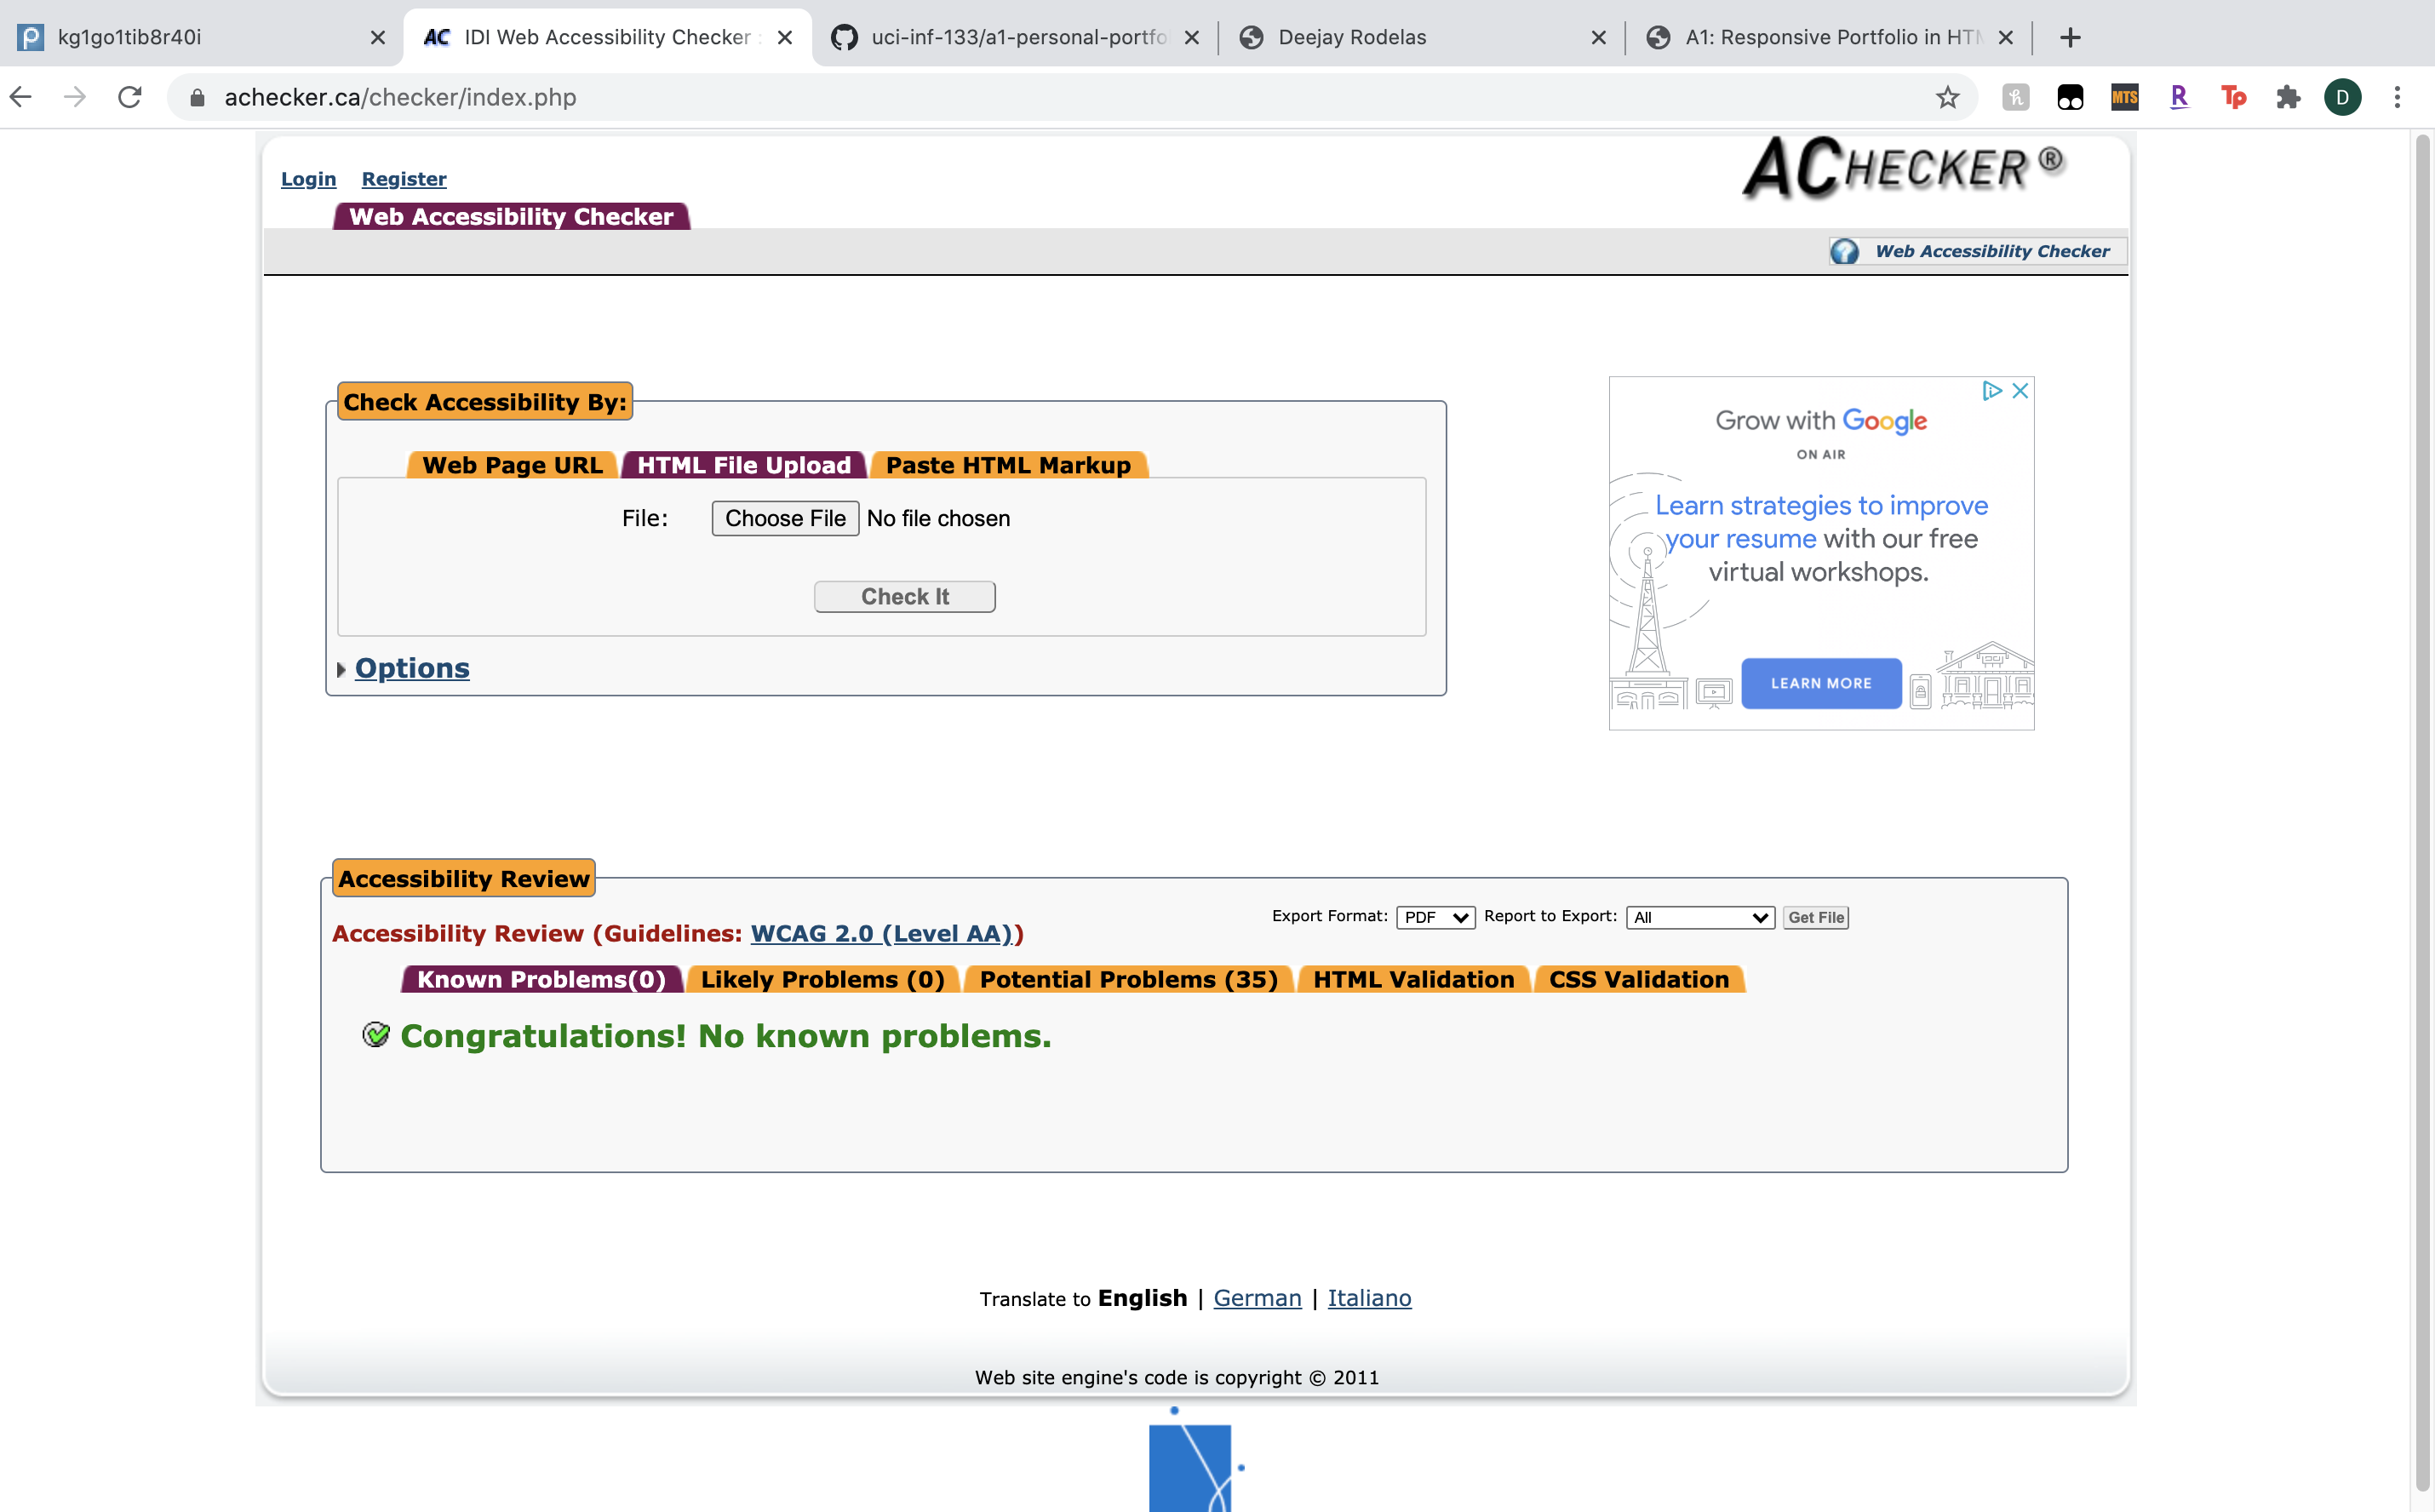 kg1go1tib8r40i
AC IDI Web Accessibility Checker :
uci-inf-133/a1-personal-portfo
Deejay Rodelas
A1: Responsive Portfolio in HTM
achecker.ca/checker/index.php
MTS
R
Tp
D
Login Register
ACHECKER ®
Web Accessibility Checker
Web Accessibility Checker
Check Accessibility By:
Web Page URL HTML File Upload Paste HTML Markup
File: Choose File No file chosen
Check It
Options
Grow with Google
ON AIR
Learn strategies to improve
your resume with our free
virtual workshops.
LEARN MORE
Accessibility Review
Export Format: PDF Report to Export: All Get File
Accessibility Review (Guidelines: WCAG 2.0 (Level AA))
Known Problems(0) Likely Problems (0) Potential Problems (35) HTML Validation CSS Validation
Congratulations! No known problems.
Translate to English | German | Italiano
Web site engine's code is copyright © 2011